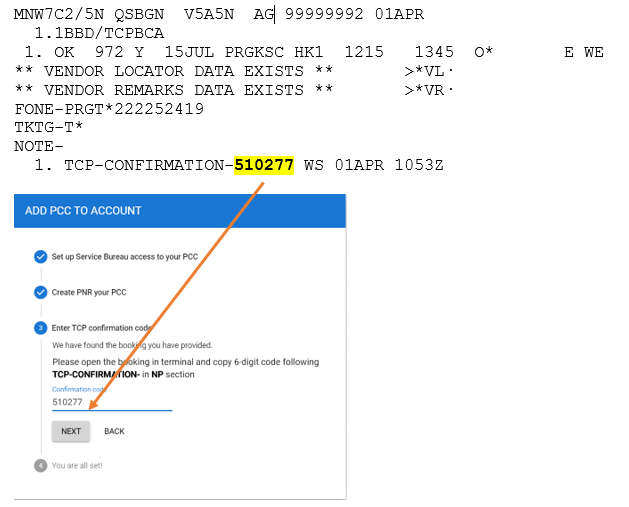 MNW7C2/5N QSBGN  V5A5N  AG 99999992 01APR
  1.1BBD/TCPBCA
 1. OK  972 Y  15JUL PRGKSC HK1  1215   1345  O*       E WE
** VENDOR LOCATOR DATA EXISTS **       >*VL·
** VENDOR REMARKS DATA EXISTS **       >*VR·
FONE-PRGT*222252419
TKTG-T*
NOTE-
  1. TCP-CONFIRMATION-510277 WS 01APR 1053Z
ADD PCC TO ACCOUNT
Set up Service Bureau access to your PCC
Create PNR your PCC
3 Enter TCP confirmation code
We have found the booking you have provided.
Please open the booking in terminal and copy 6-digit code following
TCP-CONFIRMATION- in NP section
Confirmation code
510277
NEXT BACK
4 You are all set!